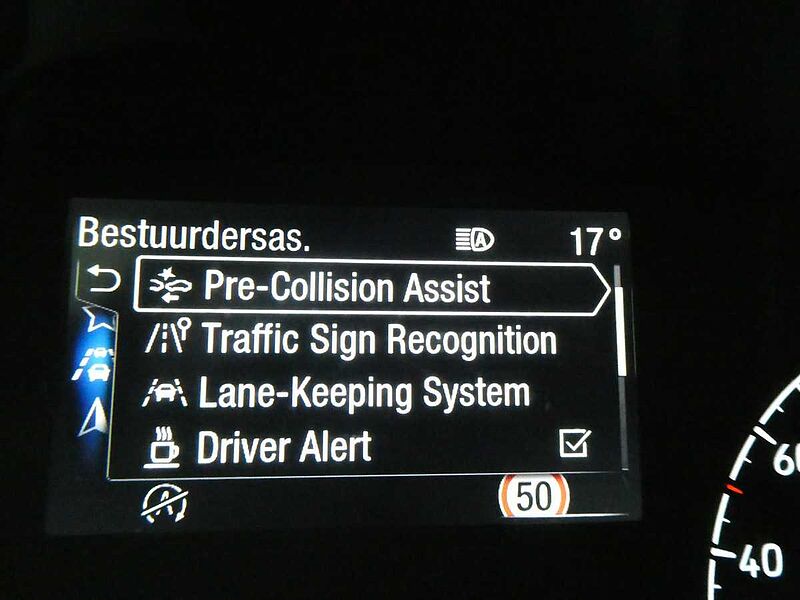 Bestuurdersas.
A
17°
Pre-Collision Assist
Traffic Sign Recognition
Lane-Keeping System
Driver Alert
A
50
60
40